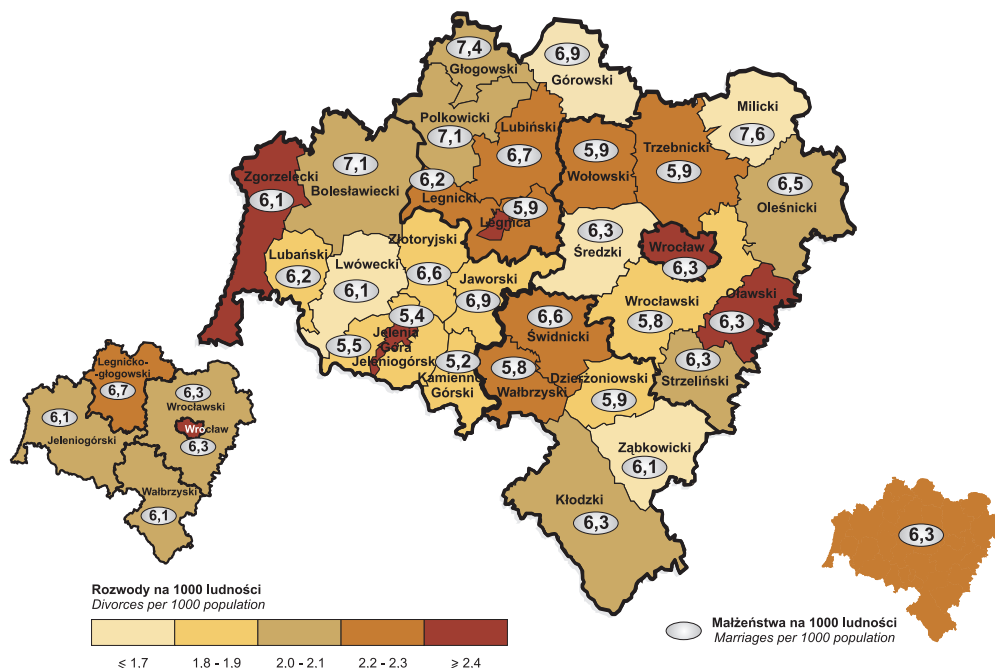 7,4
Głogowski
6,9
Górowski
Milicki
7,6
Polkowicki
7,1
Lubiński
6,7
5,9
Wołowski
Trzebnicki
5,9
6,5
Oleśnicki
Zgorzelecki
6,1
7,1
Bolesławiecki
6,2
Legnicki
5,9
Legnica
6,3
Średzki
Wrocław
6,3
Lubański
6,2
Lwówecki
6,1
Złotoryjski
6,6
Jaworski
6,9
Wrocławski
5,8
Oławski
6,3
5,4
Jelenia
Góra
5,5
Jeleniogórski
5,2
Kamienno-
Górski
6,6
Świdnicki
5,8
Wałbrzyski
Dzierżoniowski
5,9
6,3
Strzeliński
Ząbkowicki
6,1
Kłodzki
6,3
Legnicko-
-głogowski
6,7
6,1
Jeleniogórski
6,3
Wrocławski
Wrocław
6,3
Wałbrzyski
6,1
6,3
Rozwody na 1000 ludności
Divorces per 1000 population
≤ 1.7 1.8 - 1.9 2.0 - 2.1 2.2 - 2.3 ≥ 2.4
Małżeństwa na 1000 ludności
Marriages per 1000 population